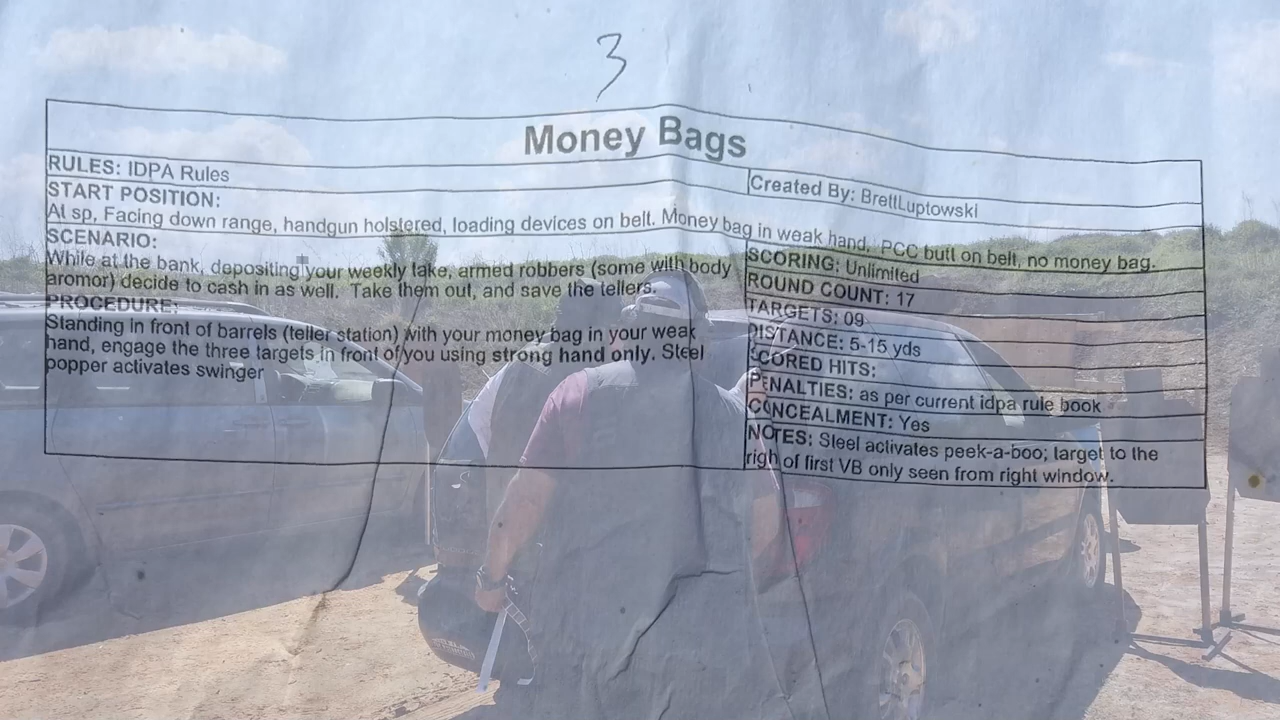 3
Money Bags
RULES: IDPA Rules
Created By: BrettLuptowski
START POSITION:
At sp, Facing down range, handgun holstered, loading devices on belt. Money bag in weak hand, PCC butt on belt, no money bag.
SCENARIO:
While at the bank, depositing your weekly take, armed robbers (some with body
aromor) decide to cash in as well. Take them out, and save the tellers.
PROCEDURE:
Standing in front of barrels (teller station) with your money bag in your weak
hand, engage the three targets in front of you using strong hand only. Steel
popper activates swinger
SCORING: Unlimited
ROUND COUNT: 17
TARGETS: 09
DISTANCE: 5-15 yds
SCORED HITS:
PENALTIES: as per current idpa rule book
CONCEALMENT: Yes
NOTES: Steel activates peek-a-boo; target to the
righ of first VB only seen from right window.